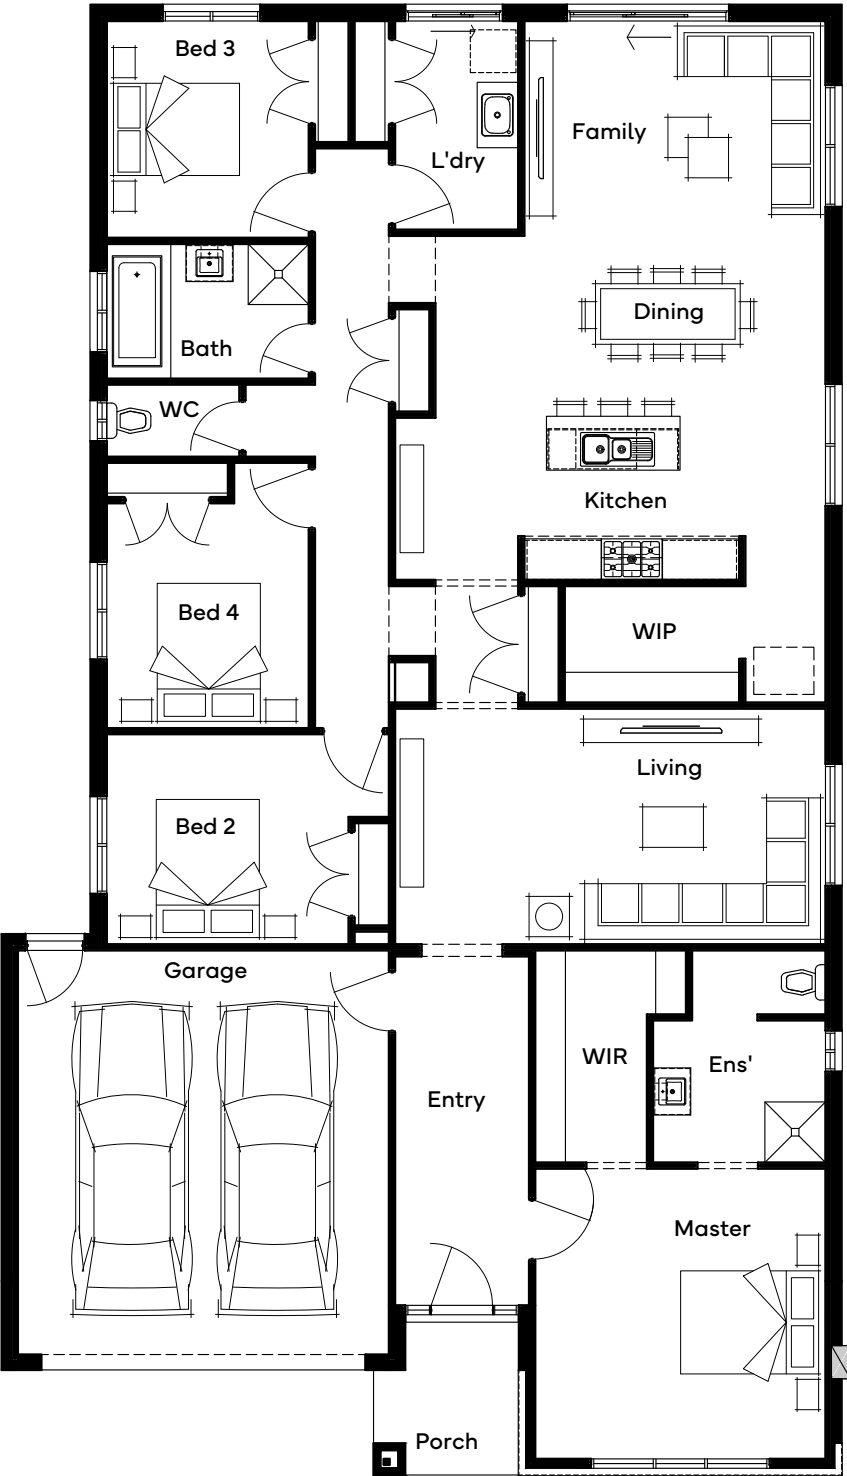 Bed 3
Family
L'dry
Dining
Bath
WC
Kitchen
Bed 4
WIP
Living
Bed 2
Garage
WIR
Ens'
Entry
Master
Porch